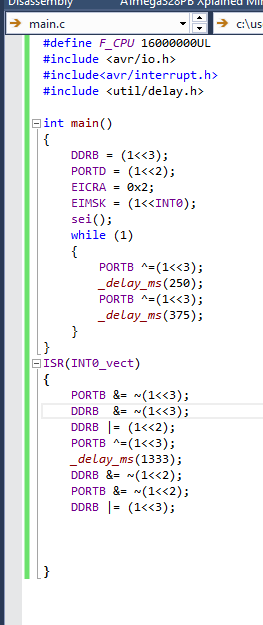 Disassembly ATmega328PB Xplained Mi
main.c c:\use
#define F_CPU 16000000UL
#include <avr/io.h>
#include<avr/interrupt.h>
#include <util/delay.h>
int main()
{
DDRB = (1<<3);
PORTD = (1<<2);
EICRA = 0x2;
EIMSK = (1<<INT0);
sei();
while (1)
{
PORTB ^=(1<<3);
_delay_ms(250);
PORTB ^=(1<<3);
_delay_ms(375);
}
}
ISR(INT0_vect)
{
PORTB &= ~(1<<3);
DDRB &= ~(1<<3);
DDRB |= (1<<2);
PORTB ^=(1<<3);
_delay_ms(1333);
DDRB &= ~(1<<2);
PORTB &= ~(1<<2);
DDRB |= (1<<3);
}